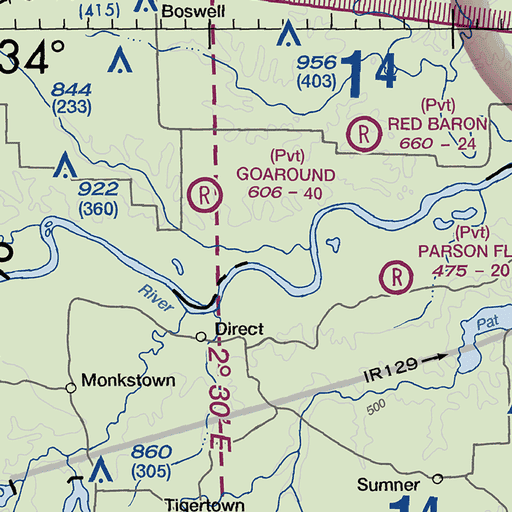 (415)
Boswell
34°
956
(403)
14
844
(233)
(Pvt)
RED BARON
660 - 24
R
(Pvt)
GOAROUND
606 - 40
R
922
(360)
(Pvt)
PARSON FL
475 - 20
R
River
Direct
Pat
2° 30' E
IR129
Monkstown
500
860
(305)
Sumner
Tigertown
14